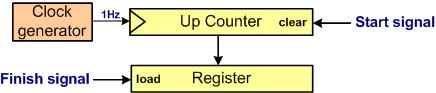 Clock
generator
1Hz
Up Counter
clear
Start signal
Finish signal
load
Register